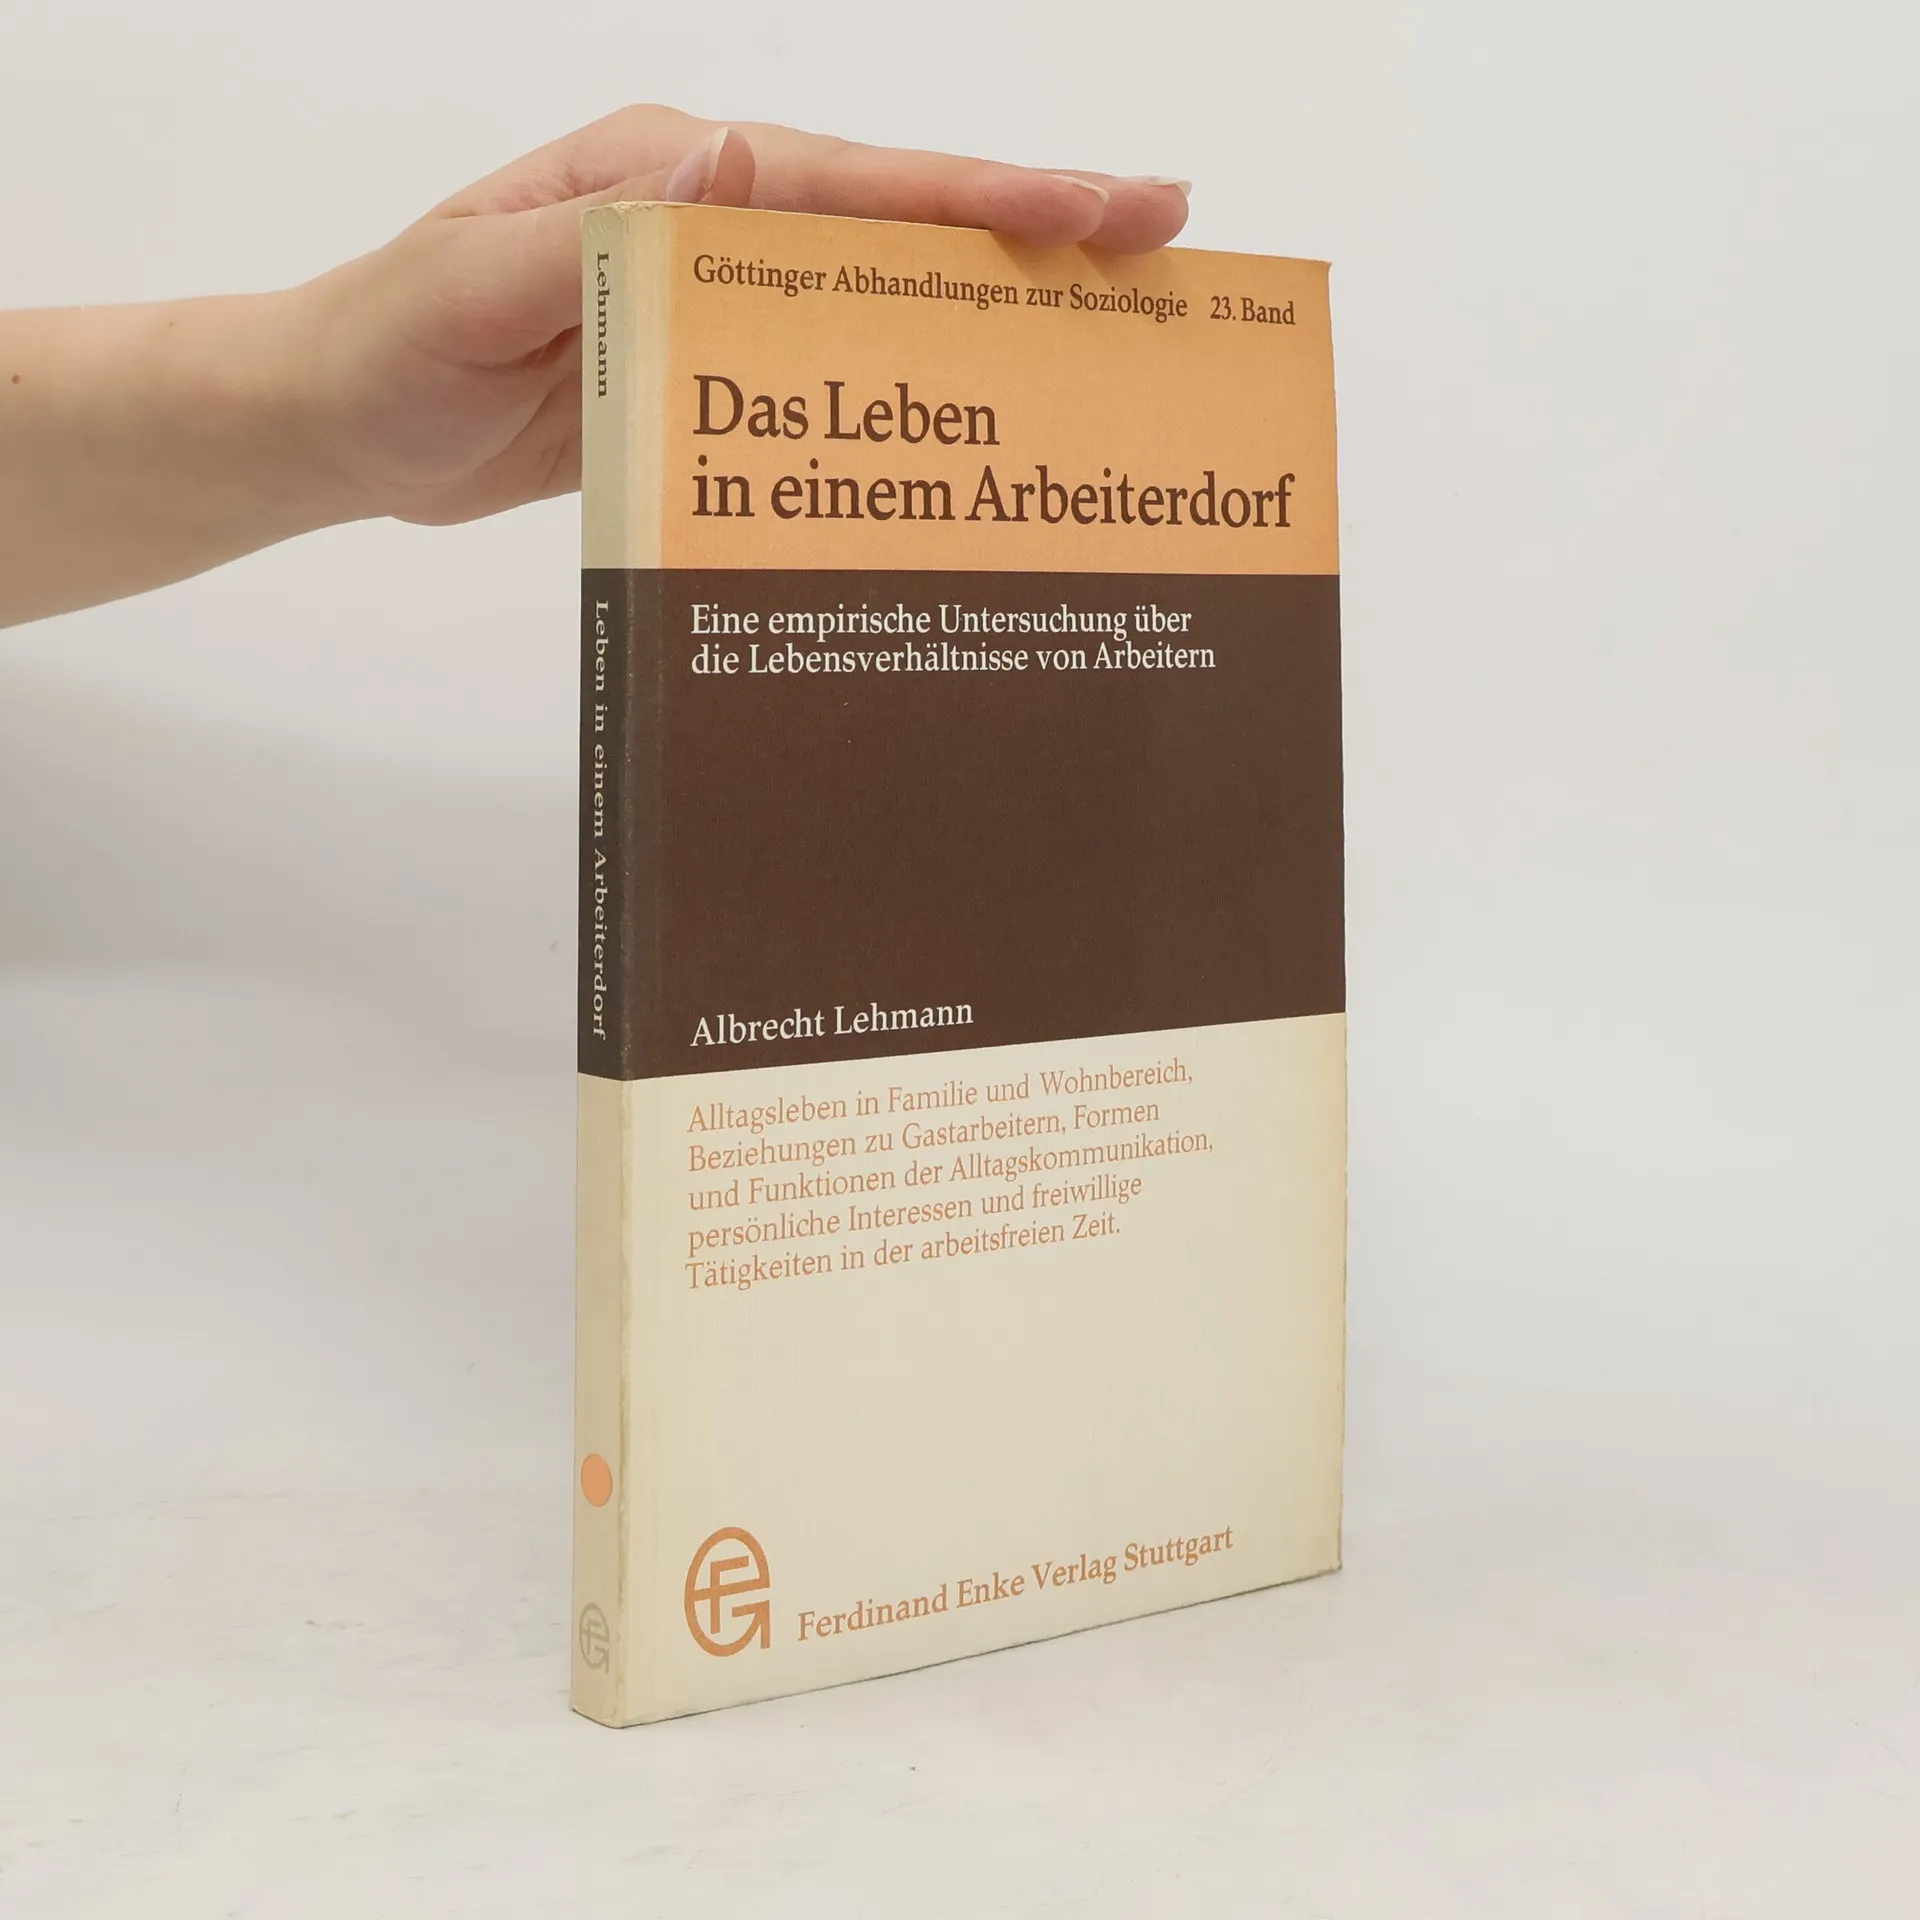 Lehmann
Leben in einem Arbeiterdorf
Göttinger Abhandlungen zur Soziologie 23. Band
Das Leben
in einem Arbeiterdorf
Eine empirische Untersuchung über
die Lebensverhältnisse von Arbeitern
Albrecht Lehmann
Alltagsleben in Familie und Wohnbereich,
Beziehungen zu Gastarbeitern, Formen
und Funktionen der Alltagskommunikation,
persönliche Interessen und freiwillige
Tätigkeiten in der arbeitsfreien Zeit.
Ferdinand Enke Verlag Stuttgart